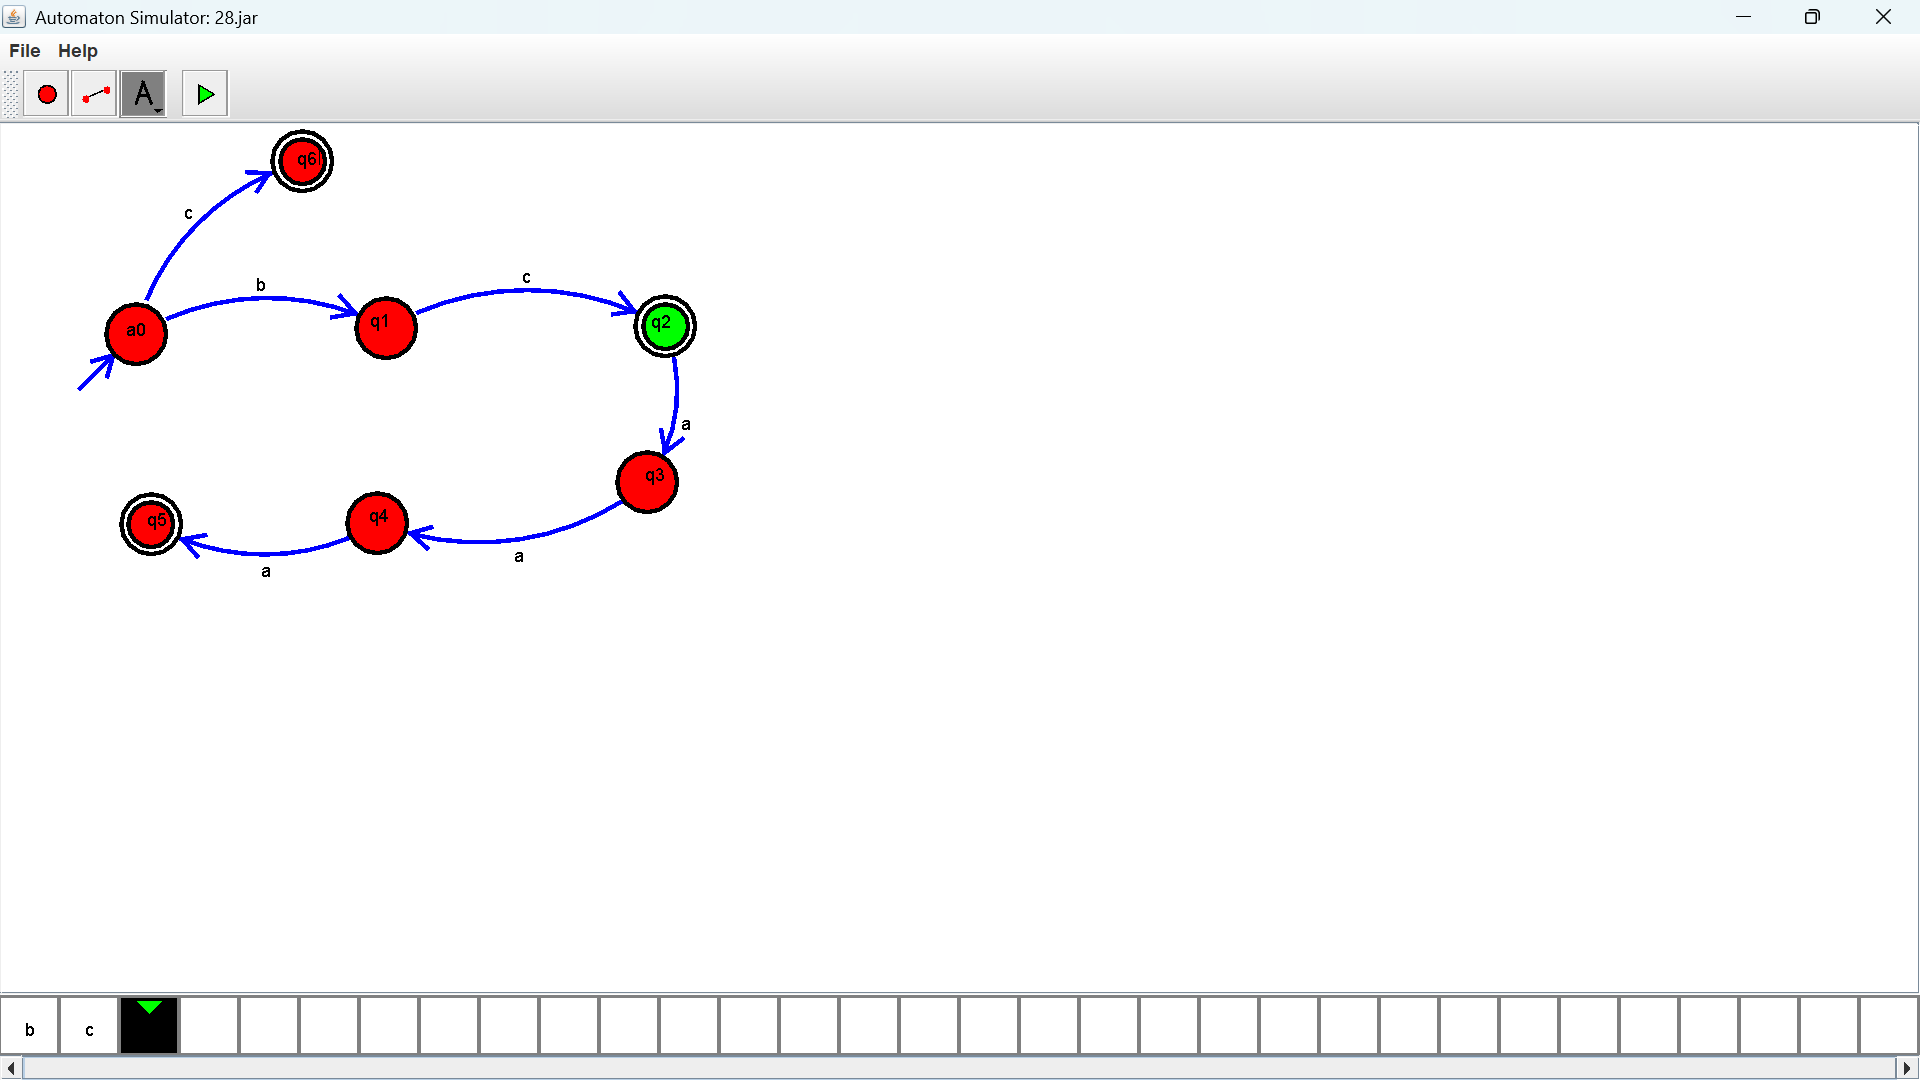 Automaton Simulator: 28.jar
File Help
A
q6
c
b
c
a0
q1
q2
a
q3
q5
q4
a
a
b c